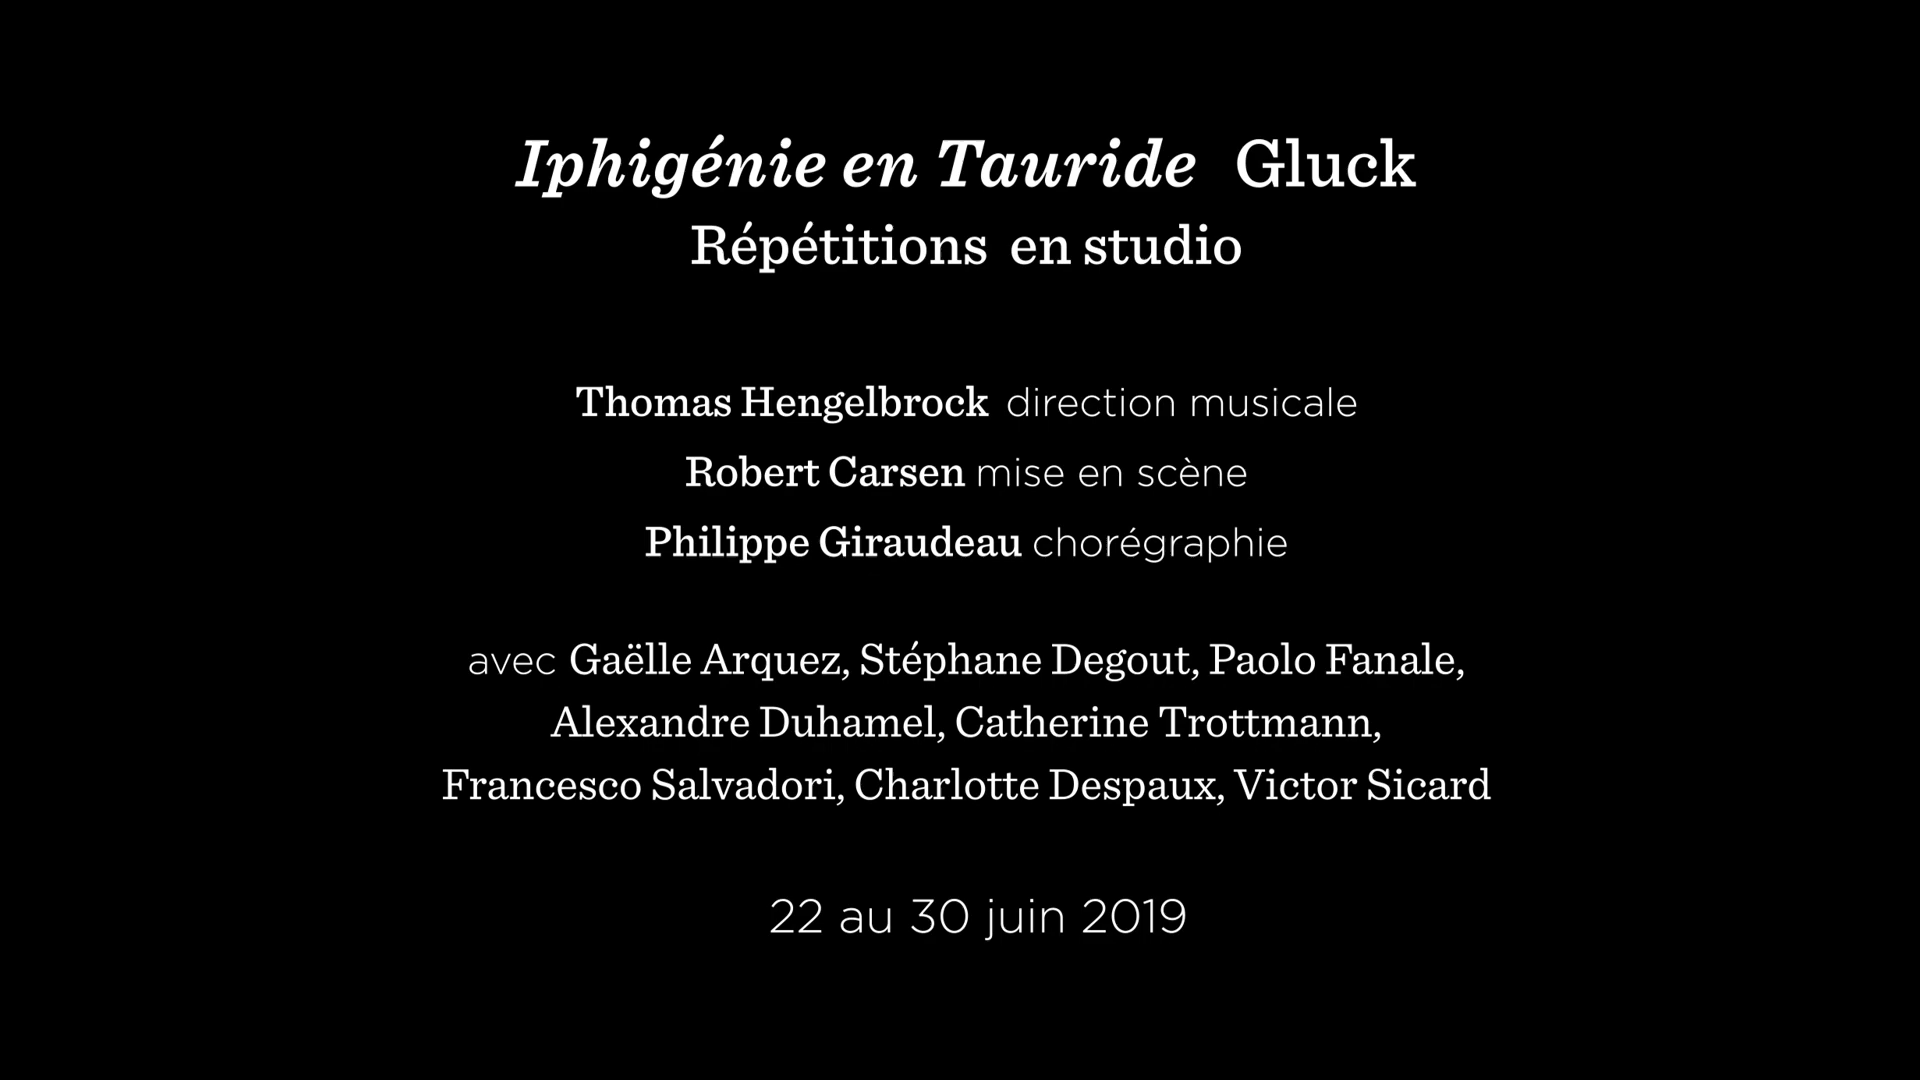 Iphigénie en Tauride Gluck
Répétitions en studio
Thomas Hengelbrock direction musicale
Robert Carsen mise en scène
Philippe Giraudeau chorégraphie
avec Gaëlle Arquez, Stéphane Degout, Paolo Fanale,
Alexandre Duhamel, Catherine Trottmann,
Francesco Salvadori, Charlotte Despaux, Victor Sicard
22 au 30 juin 2019